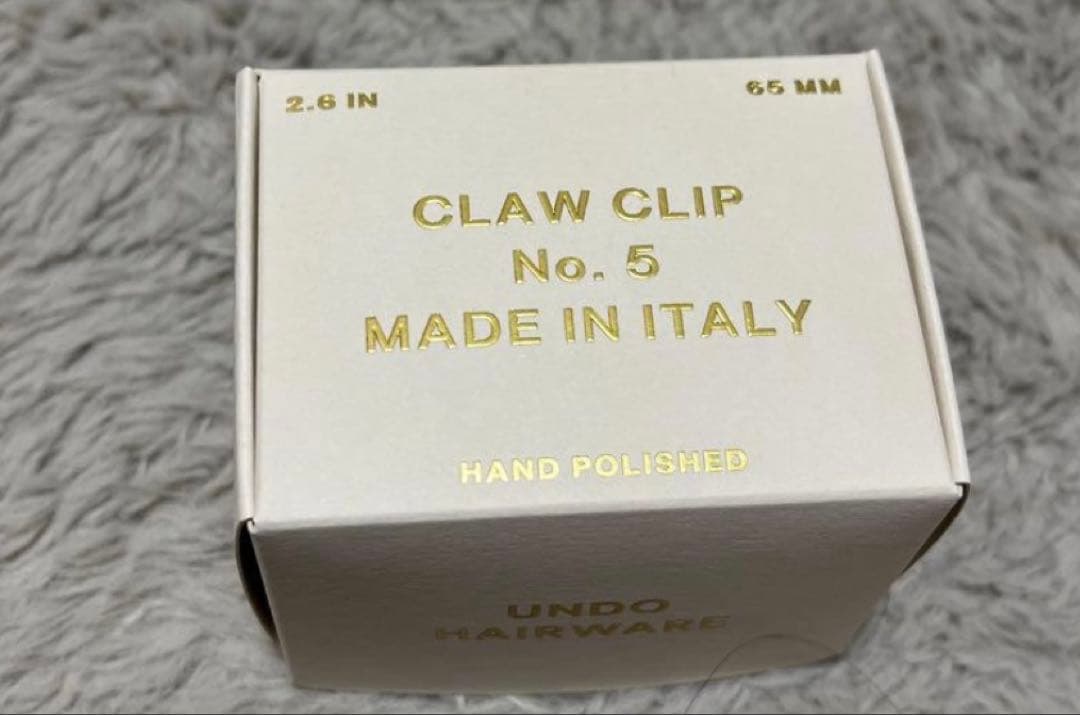 2.6 IN
65 MM
CLAW CLIP
No. 5
MADE IN ITALY
HAND POLISHED
UNDO
HAIRWARE